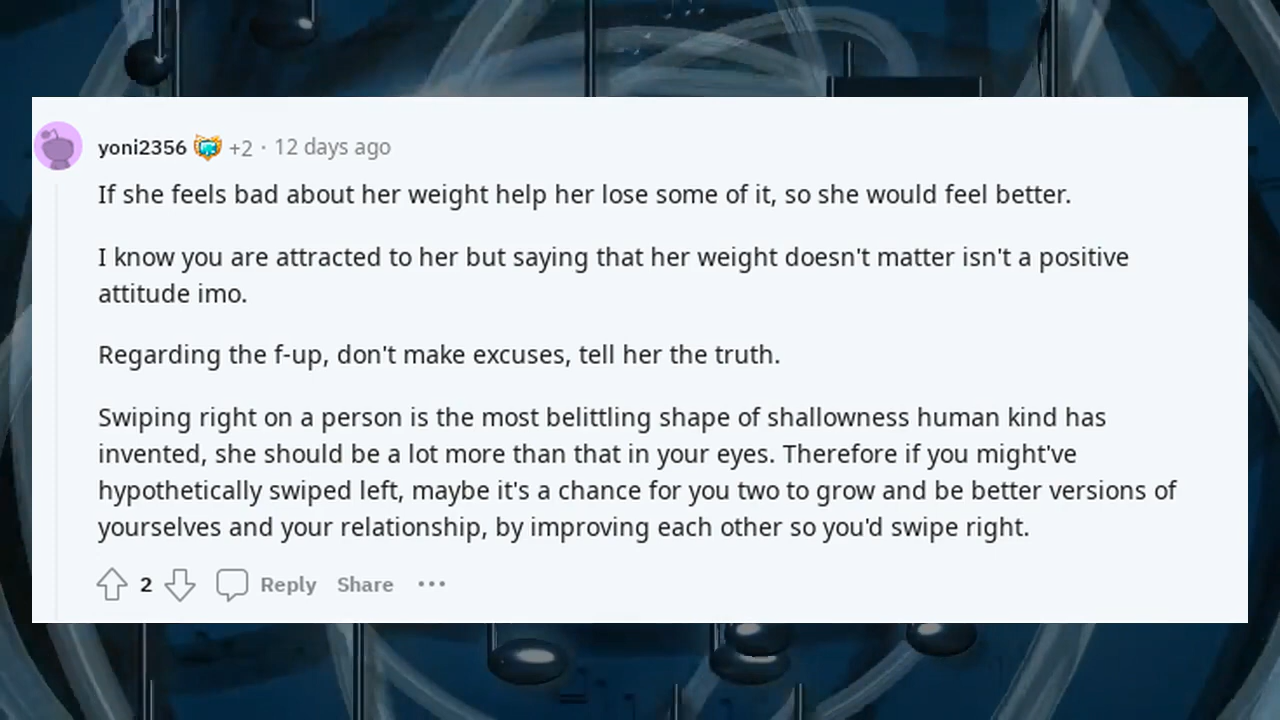 yoni2356 +2 · 12 days ago
If she feels bad about her weight help her lose some of it, so she would feel better.
I know you are attracted to her but saying that her weight doesn't matter isn't a positive
attitude imo.
Regarding the f-up, don't make excuses, tell her the truth.
Swiping right on a person is the most belittling shape of shallowness human kind has
invented, she should be a lot more than that in your eyes. Therefore if you might've
hypothetically swiped left, maybe it's a chance for you two to grow and be better versions of
yourselves and your relationship, by improving each other so you'd swipe right.
2 Reply Share ···